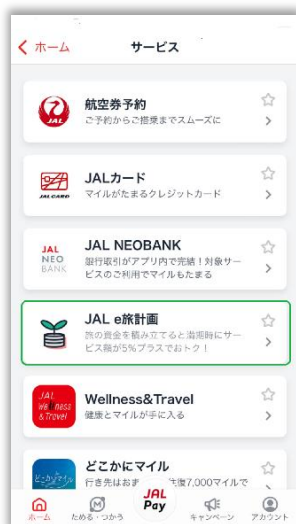 ホーム
サービス
JAL
航空券予約
ご予約からご搭乗までスムーズに
JALCARD
JALカード
マイルがたまるクレジットカード
JAL
NEO
BANK
JAL NEOBANK
銀行取引がアプリ内で完結！対象サー
ビスのご利用でマイルもたまる
JAL e旅計画
旅の資金を積み立てると満期時にサー
ビス額が5%プラスでおトク！
JAL
Wellness
&Travel
Wellness&Travel
健康とマイルが手に入る
どこかにマイル
どこかにマイル
行き先はおま
往復7,000マイルで
ホーム
ためる・つかう
JAL
Pay
キャンペーン
アカウント